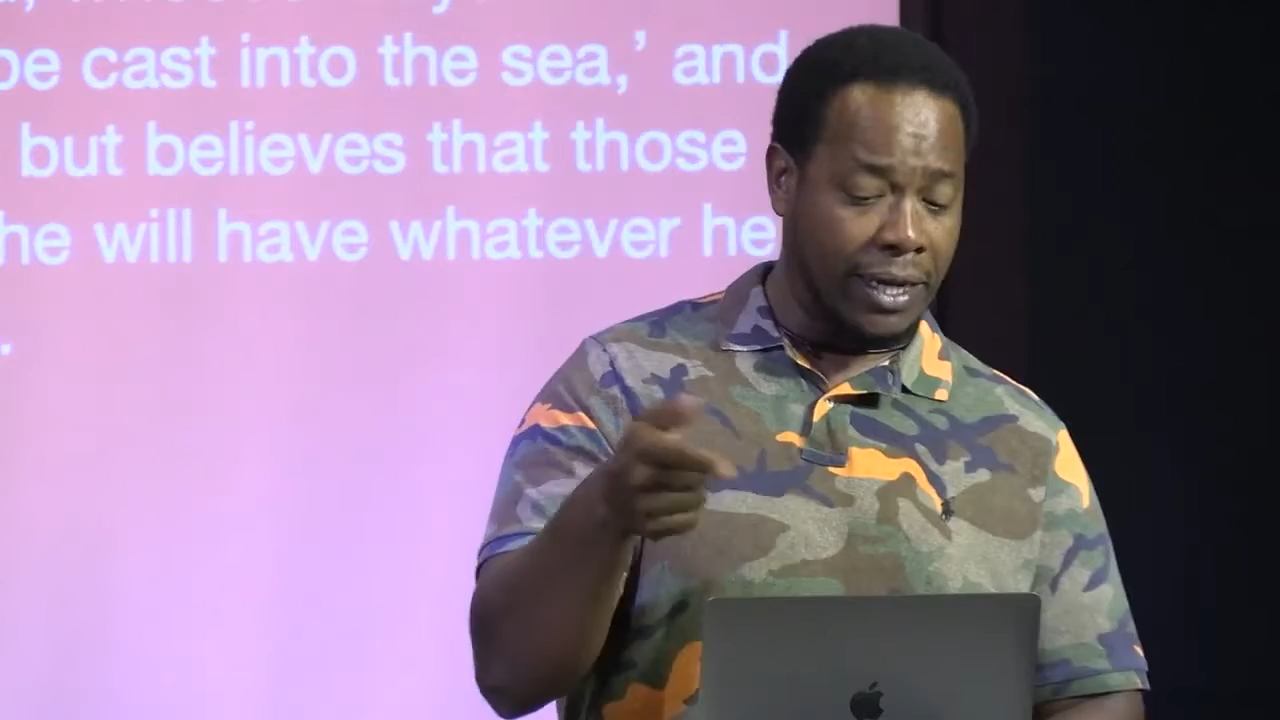 be cast into the sea,’ and
but believes that those
he will have whatever he
.